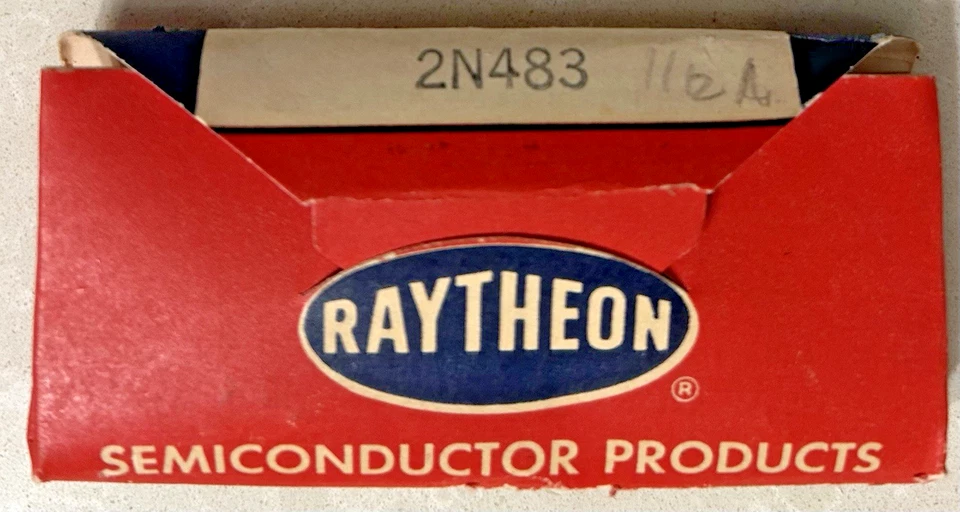 2N483
RAYTHEON
®
SEMICONDUCTOR PRODUCTS